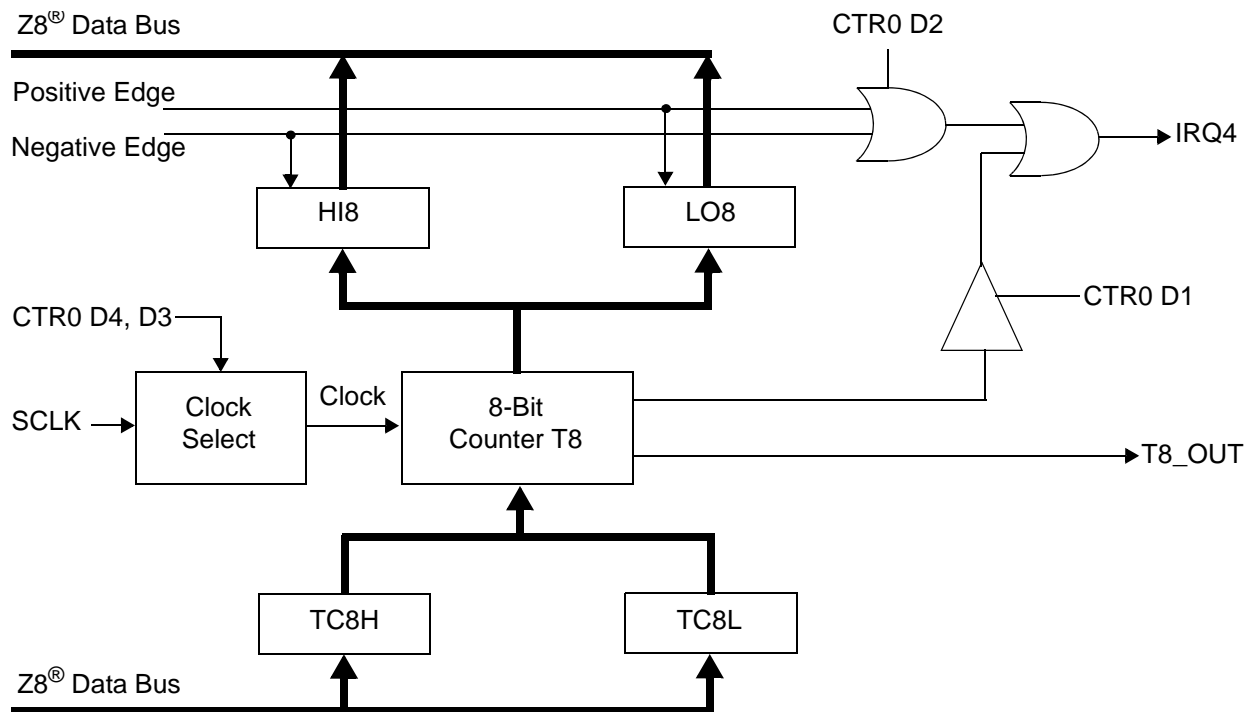 Z8® Data Bus
CTR0 D2
Positive Edge
Negative Edge
IRQ4
HI8
LO8
CTR0 D4, D3
CTR0 D1
SCLK
Clock
Select
Clock
8-Bit
Counter T8
T8_OUT
TC8H
TC8L
Z8® Data Bus